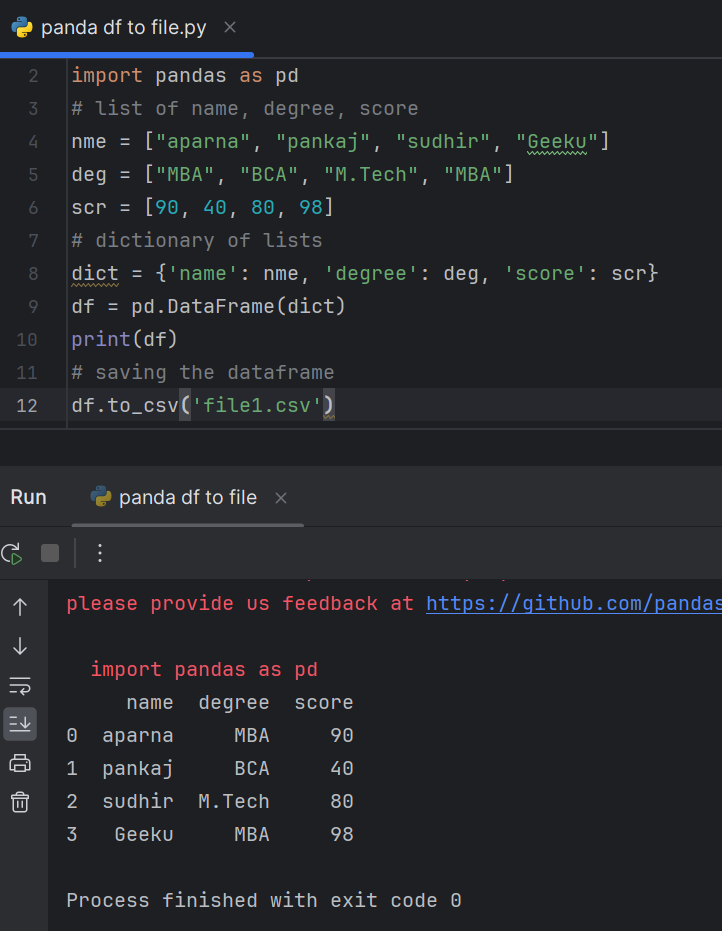 panda df to file.py
2 import pandas as pd
3 # list of name, degree, score
4 nme = ["aparna", "pankaj", "sudhir", "Geeku"]
5 deg = ["MBA", "BCA", "M.Tech", "MBA"]
6 scr = [90, 40, 80, 98]
7 # dictionary of lists
8 dict = {'name': nme, 'degree': deg, 'score': scr}
9 df = pd.DataFrame(dict)
10 print(df)
11 # saving the dataframe
12 df.to_csv('file1.csv')
Run panda df to file
please provide us feedback at https://github.com/pandas
import pandas as pd
name degree score
0 aparna MBA 90
1 pankaj BCA 40
2 sudhir M.Tech 80
3 Geeku MBA 98
Process finished with exit code 0